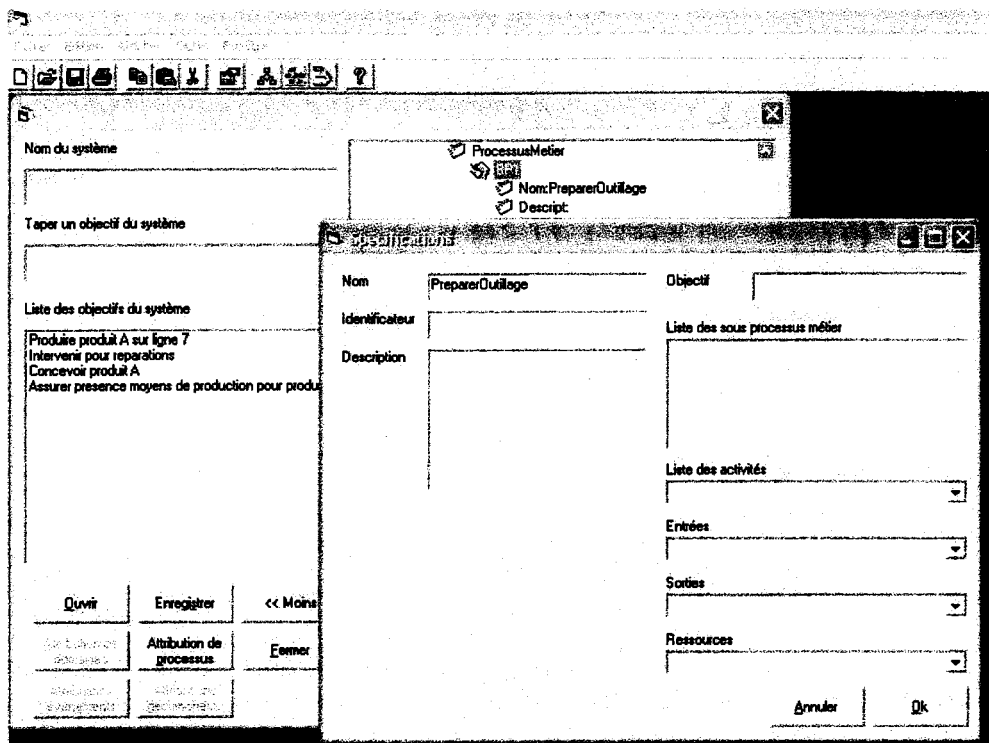 Nom du système
Taper un objectif du système
Liste des objectifs du système
Produire produit A sur ligne 7
Intervenir pour reparations
Concevoir produit A
Assurer presence moyens de production pour produ
Ouvrir
Enregistrer
<< Moins
Attribution de
processus
Fermer
ProcessusMetier
Nom:PreparerOutillage
Descript:
Specifications
Nom
PreparerOutillage
Identificateur
Description
Objectif
Liste des sous processus métier
Liste des activités
Entrées
Sorties
Ressources
Annuler
Ok